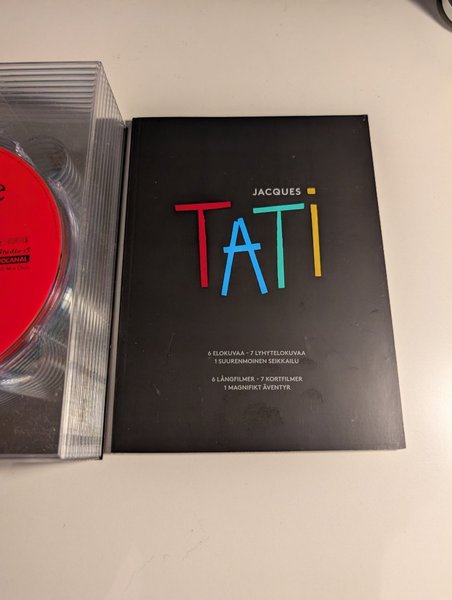 JACQUES
TATi
6 ELOKUVAA - 7 LYHYTELOKUVAA
1 SUURENMOINEN SEIKKAILU
6 LÅNGFILMER - 7 KORTFILMER
1 MAGNIFIKT ÄVENTYR